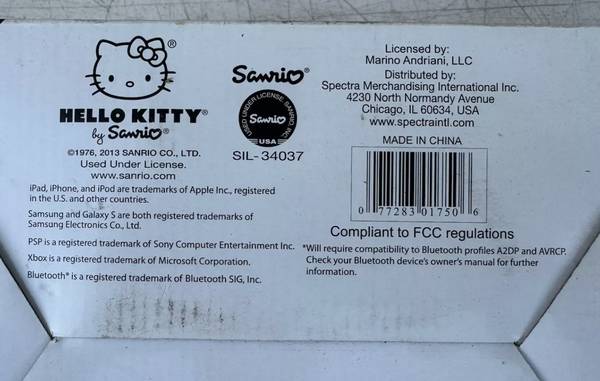 ®
HELLO KITTY®
by Sanrio®
©1976, 2013 SANRIO CO., LTD.
Used Under License.
www.sanrio.com
Sanrio®
USED UNDER LICENSE SANRIO, INC.
Sanrio
USA
SIL-34037
iPad, iPhone, and iPod are trademarks of Apple Inc., registered
in the U.S. and other countries.
Samsung and Galaxy S are both registered trademarks of
Samsung Electronics Co., Ltd.
PSP is a registered trademark of Sony Computer Entertainment Inc.
Xbox is a registered trademark of Microsoft Corporation.
Bluetooth® is a registered trademark of Bluetooth SIG, Inc.
Licensed by:
Marino Andriani, LLC
Distributed by:
Spectra Merchandising International Inc.
4230 North Normandy Avenue
Chicago, IL 60634, USA
www.spectraintl.com
MADE IN CHINA
0 77283 01750 6
Compliant to FCC regulations
*Will require compatibility to Bluetooth profiles A2DP and AVRCP.
Check your Bluetooth device's owner's manual for further
information.